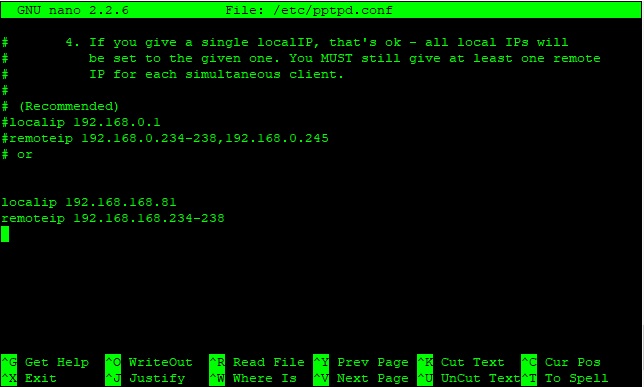 GNU nano 2.2.6            File: /etc/pptpd.conf
#       4. If you give a single localIP, that's ok - all local IPs will
#          be set to the given one. You MUST still give at least one remote
#          IP for each simultaneous client.
#
# (Recommended)
#localip 192.168.0.1
#remoteip 192.168.0.234-238,192.168.0.245
# or
localip 192.168.168.81
remoteip 192.168.168.234-238
^G Get Help  ^O WriteOut  ^R Read File ^Y Prev Page ^K Cut Text  ^C Cur Pos
^X Exit      ^J Justify   ^W Where Is  ^V Next Page ^U UnCut Text^T To Spell